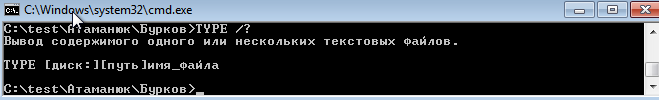 C:\Windows\system32\cmd.exe
C:\test\Атаманюк\Бурков>TYPE /?
Вывод содержимого одного или нескольких текстовых файлов.
TYPE [диск:][путь]имя_файла
C:\test\Атаманюк\Бурков>_